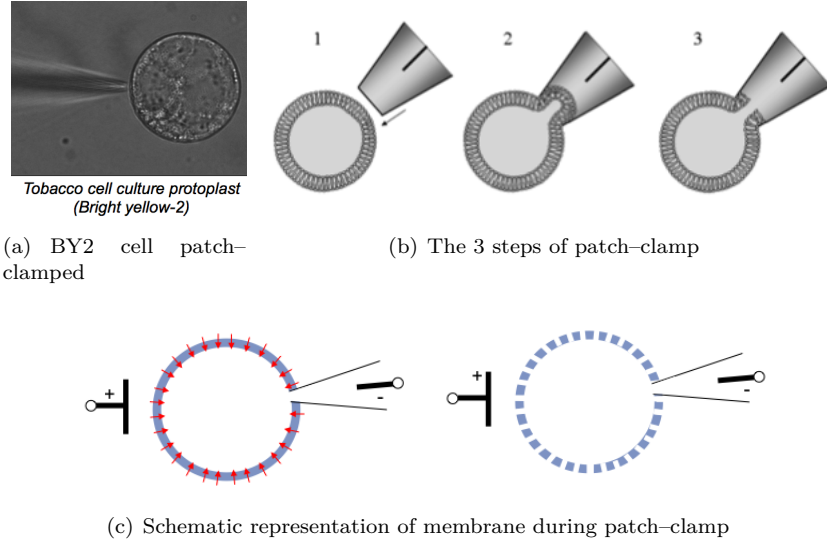 1
2
3
Tobacco cell culture protoplast
(Bright yellow-2)
(a) BY2 cell patch–
clamped
(b) The 3 steps of patch–clamp
+
-
+
-
(c) Schematic representation of membrane during patch–clamp